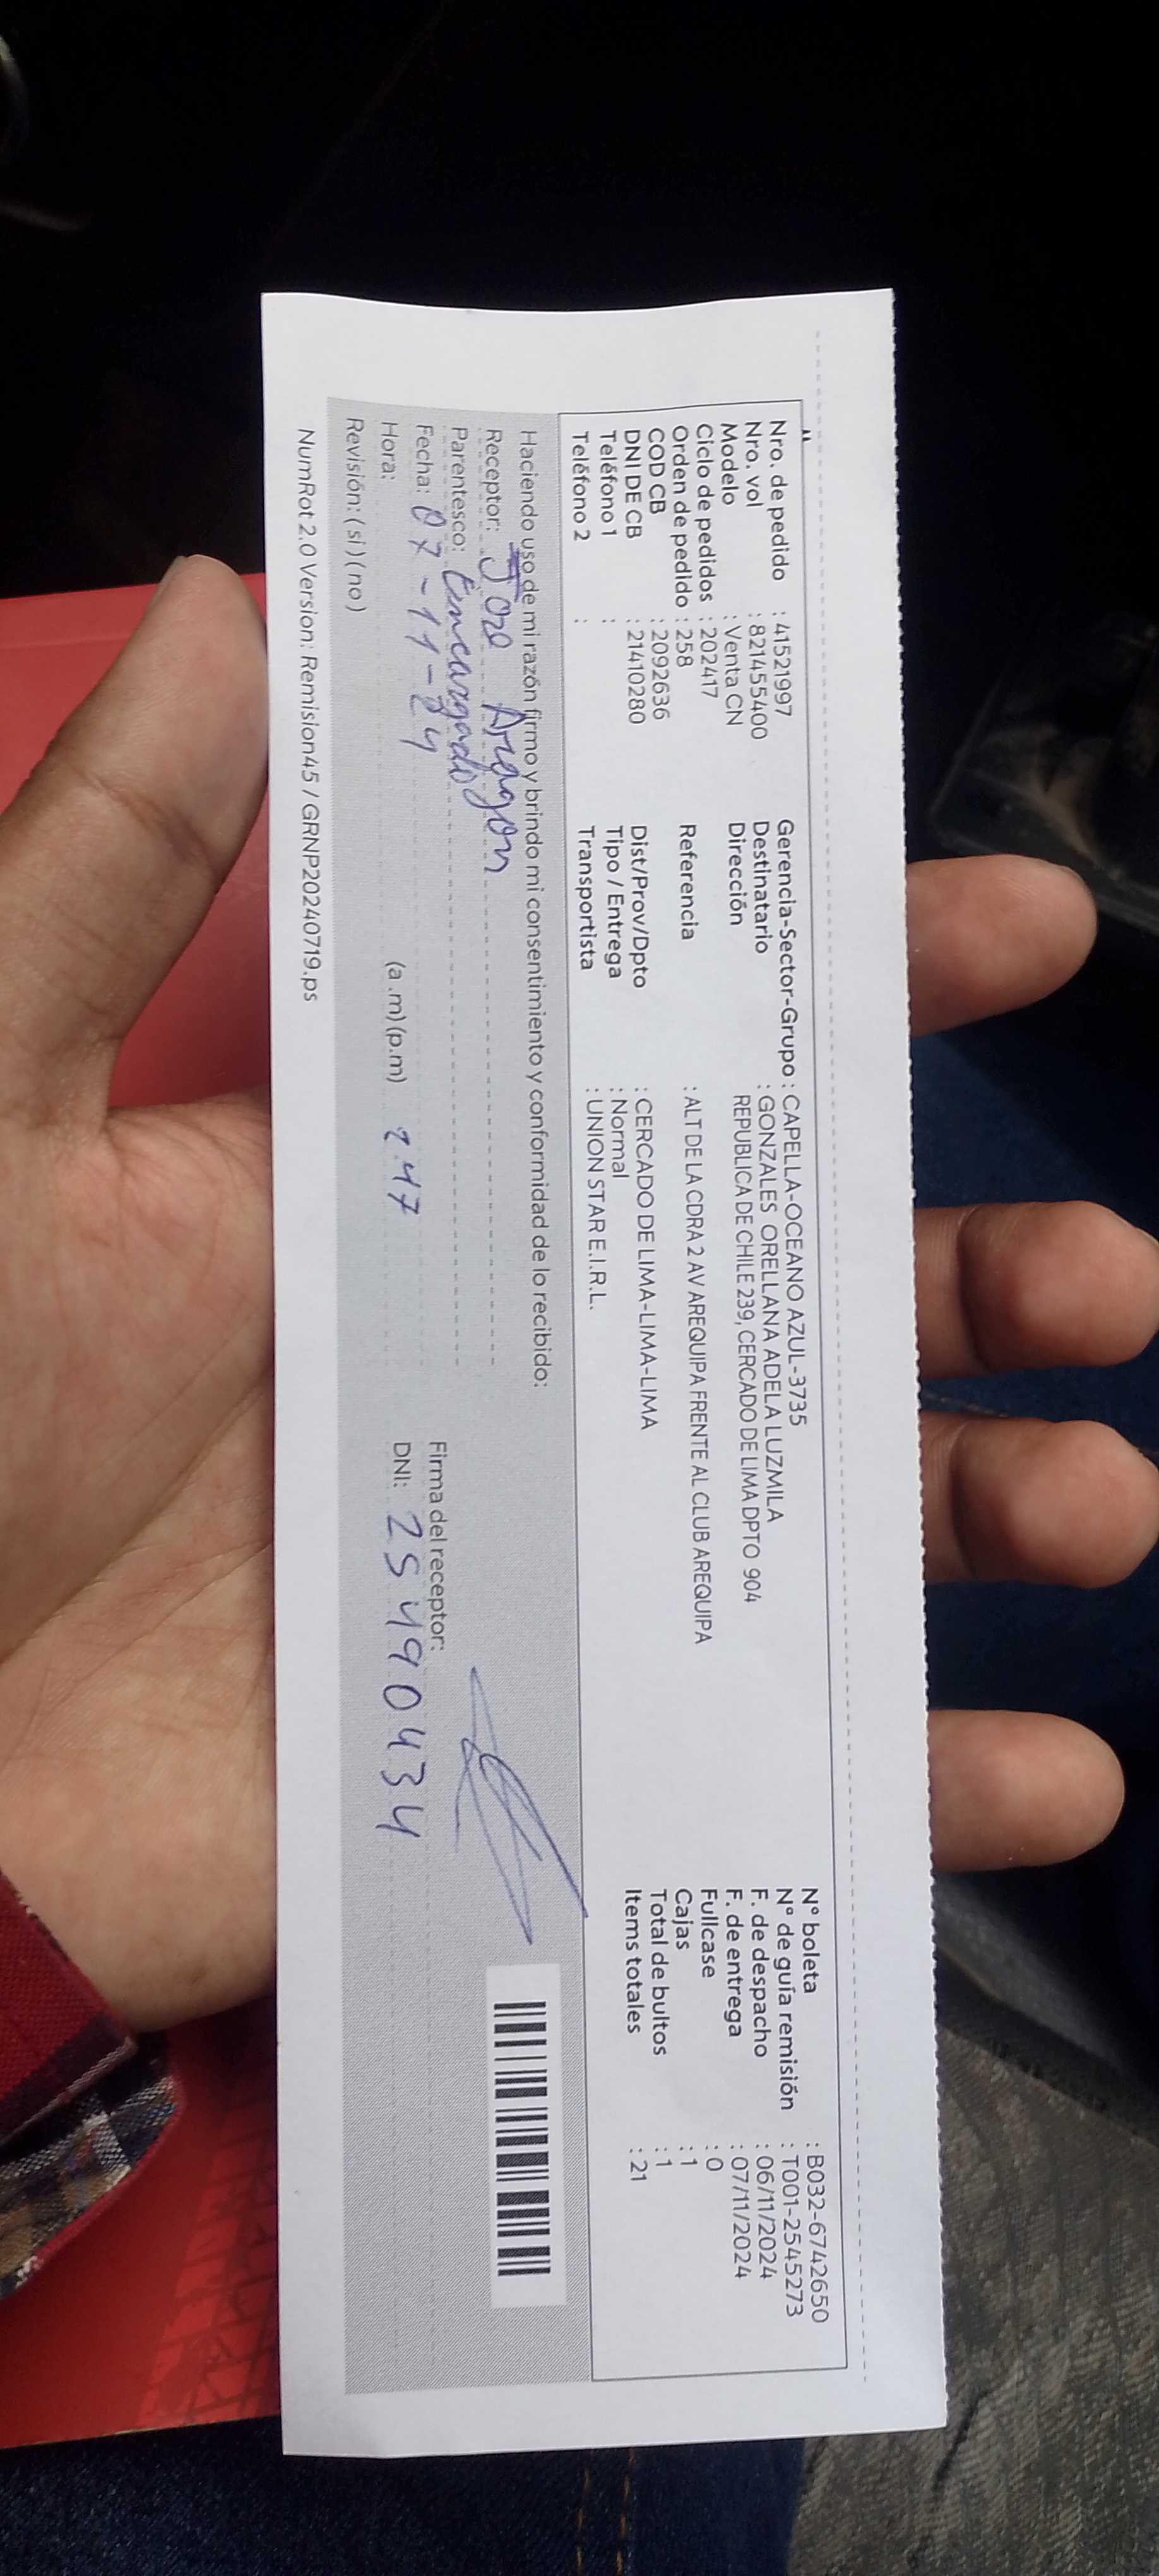 Nro. de pedido : 41521997
Nro. vol : 821455400
Modelo : Venta CN
Ciclo de pedidos : 202417
Orden de pedido : 258
COD CB : 2092636
DNI DE CB : 21410280
Teléfono 1 :
Teléfono 2 :
Gerencia-Sector-Grupo : CAPELLA-OCEANO AZUL-3735
Destinatario : GONZALES ORELLANA ADELA LUZMILA
Dirección REPUBLICA DE CHILE 239, CERCADO DE LIMA DPTO 904
Referencia : ALT DE LA CDRA 2 AV AREQUIPA FRENTE AL CLUB AREQUIPA
Dist/Prov/Dpto : CERCADO DE LIMA-LIMA-LIMA
Tipo / Entrega : Normal
Transportista : UNION STAR E.I.R.L.
N° boleta : B032-6742650
N° de guía remisión : T001-2545273
F. de despacho : 06/11/2024
F. de entrega : 07/11/2024
Fullcase : 0
Cajas : 1
Total de bultos : 1
Items totales : 21
Haciendo uso de mi razón firmo y brindo mi consentimiento y conformidad de lo recibido:
Receptor: Jose Aragon
Parentesco: Encargado
Fecha: 07-11-24
Hora: (a.m)(p.m) 2 47
Revisión: (si) (no)
Firma del receptor:
DNI: 25490434
NumRot 2.0 Version: Remision45 / GRNP20240719.ps